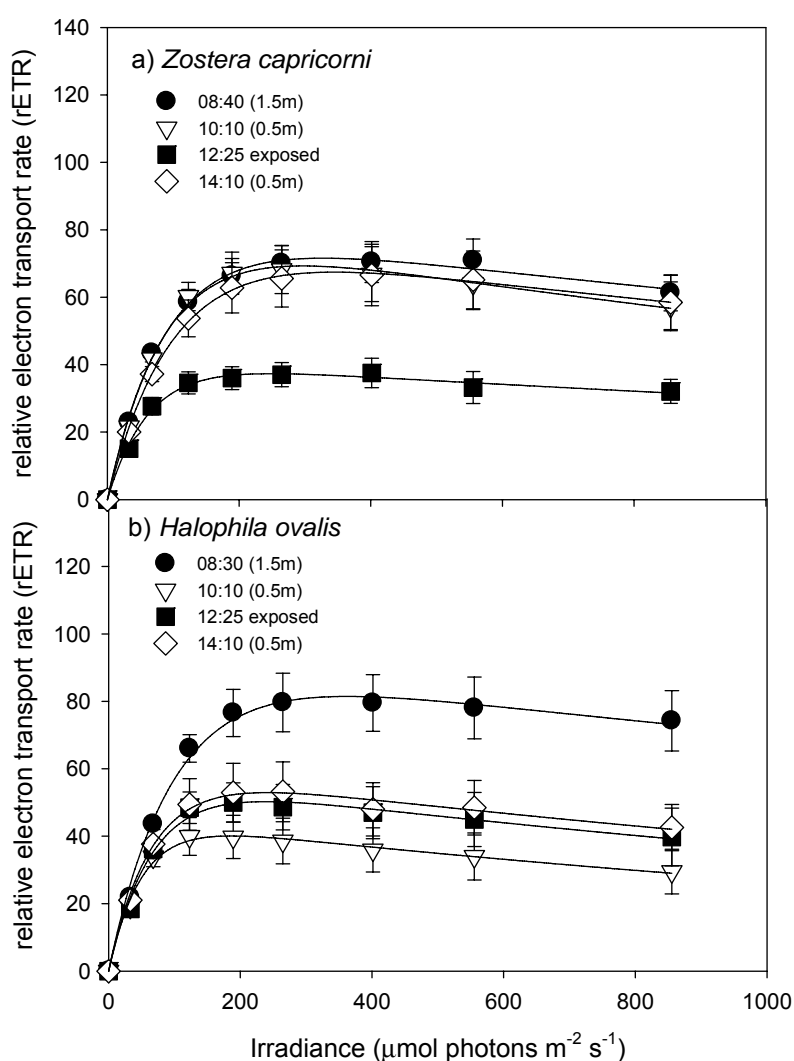 140
120
100
80
60
40
20
0
relative electron transport rate (rETR)
a) Zostera capricorni
08:40 (1.5m)
10:10 (0.5m)
12:25 exposed
14:10 (0.5m)
120
100
80
60
40
20
0
relative electron transport rate (rETR)
b) Halophila ovalis
08:30 (1.5m)
10:10 (0.5m)
12:25 exposed
14:10 (0.5m)
0 200 400 600 800 1000
Irradiance (μmol photons m⁻² s⁻¹)